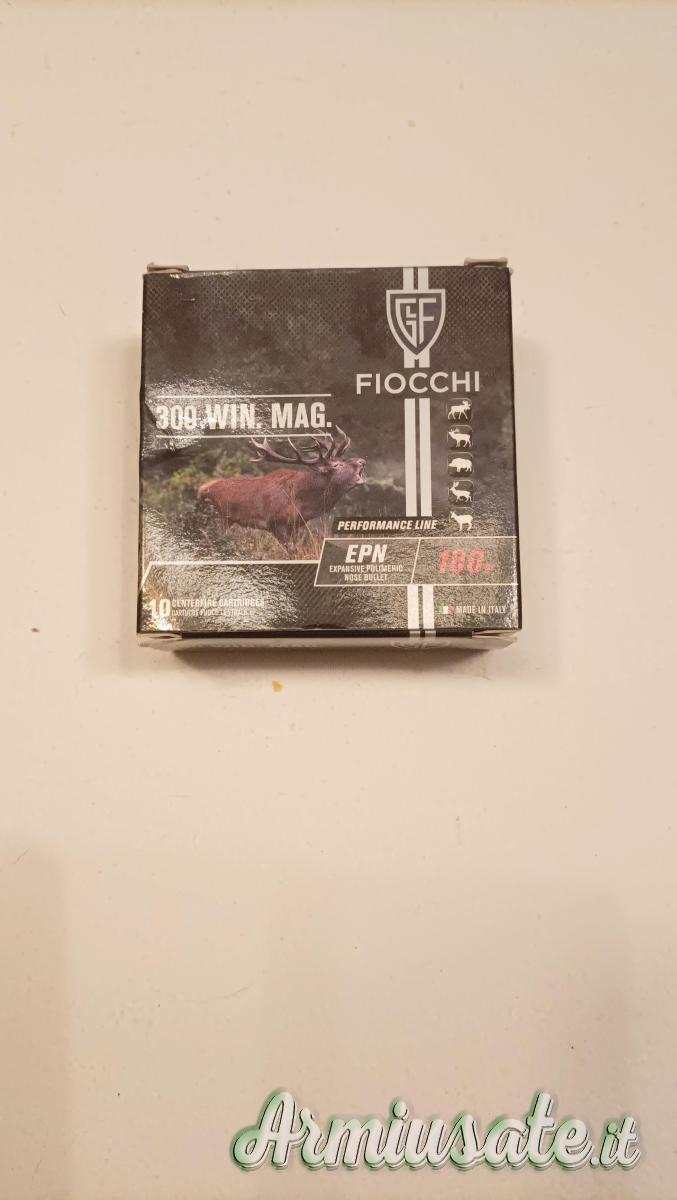 GLF
FIOCCHI
300 WIN. MAG.
PERFORMANCE LINE
EPN
EXPANSIVE POLIMERIC
NOSE BULLET
180
10 CENTERFIRE CARTRIDGES
MADE IN ITALY
Armiusate.it